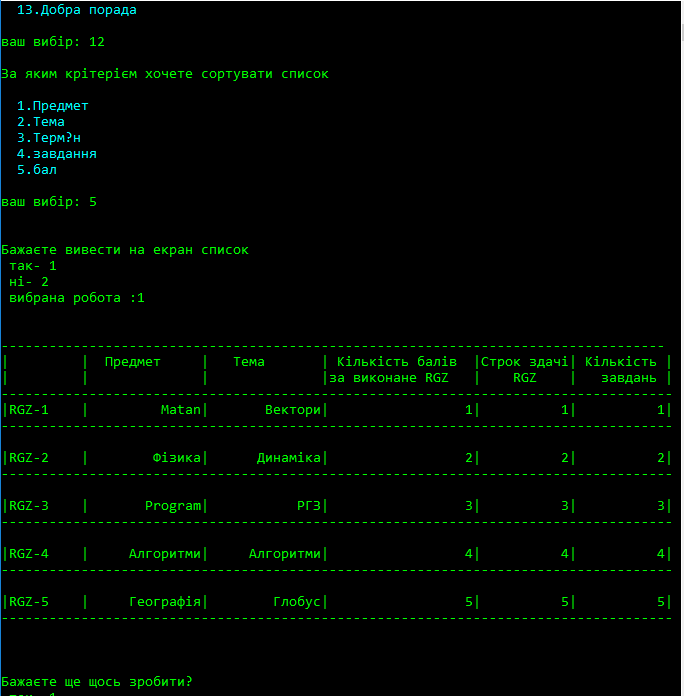 13.Добра порада
ваш вибір: 12
За яким крітерієм хочете сортувати список
1.Предмет
2.Тема
3.Терм?н
4.завдання
5.бал
ваш вибір: 5
Бажаєте вивести на екран список
так- 1
ні- 2
вибрана робота :1
---------------------------------------------------------------------------------
| | Предмет | Тема | Кількість балів |Строк здачі| Кількість |
| | | |за виконане RGZ | RGZ | завдань |
------------------------------------------------------------------------------------
|RGZ-1 | Matan| Вектори| 1| 1| 1|
------------------------------------------------------------------------------------
|RGZ-2 | Фізика| Динаміка| 2| 2| 2|
------------------------------------------------------------------------------------
|RGZ-3 | Program| РГЗ| 3| 3| 3|
------------------------------------------------------------------------------------
|RGZ-4 | Алгоритми| Алгоритми| 4| 4| 4|
------------------------------------------------------------------------------------
|RGZ-5 | Географія| Глобус| 5| 5| 5|
------------------------------------------------------------------------------------
Бажаєте ще щось зробити?